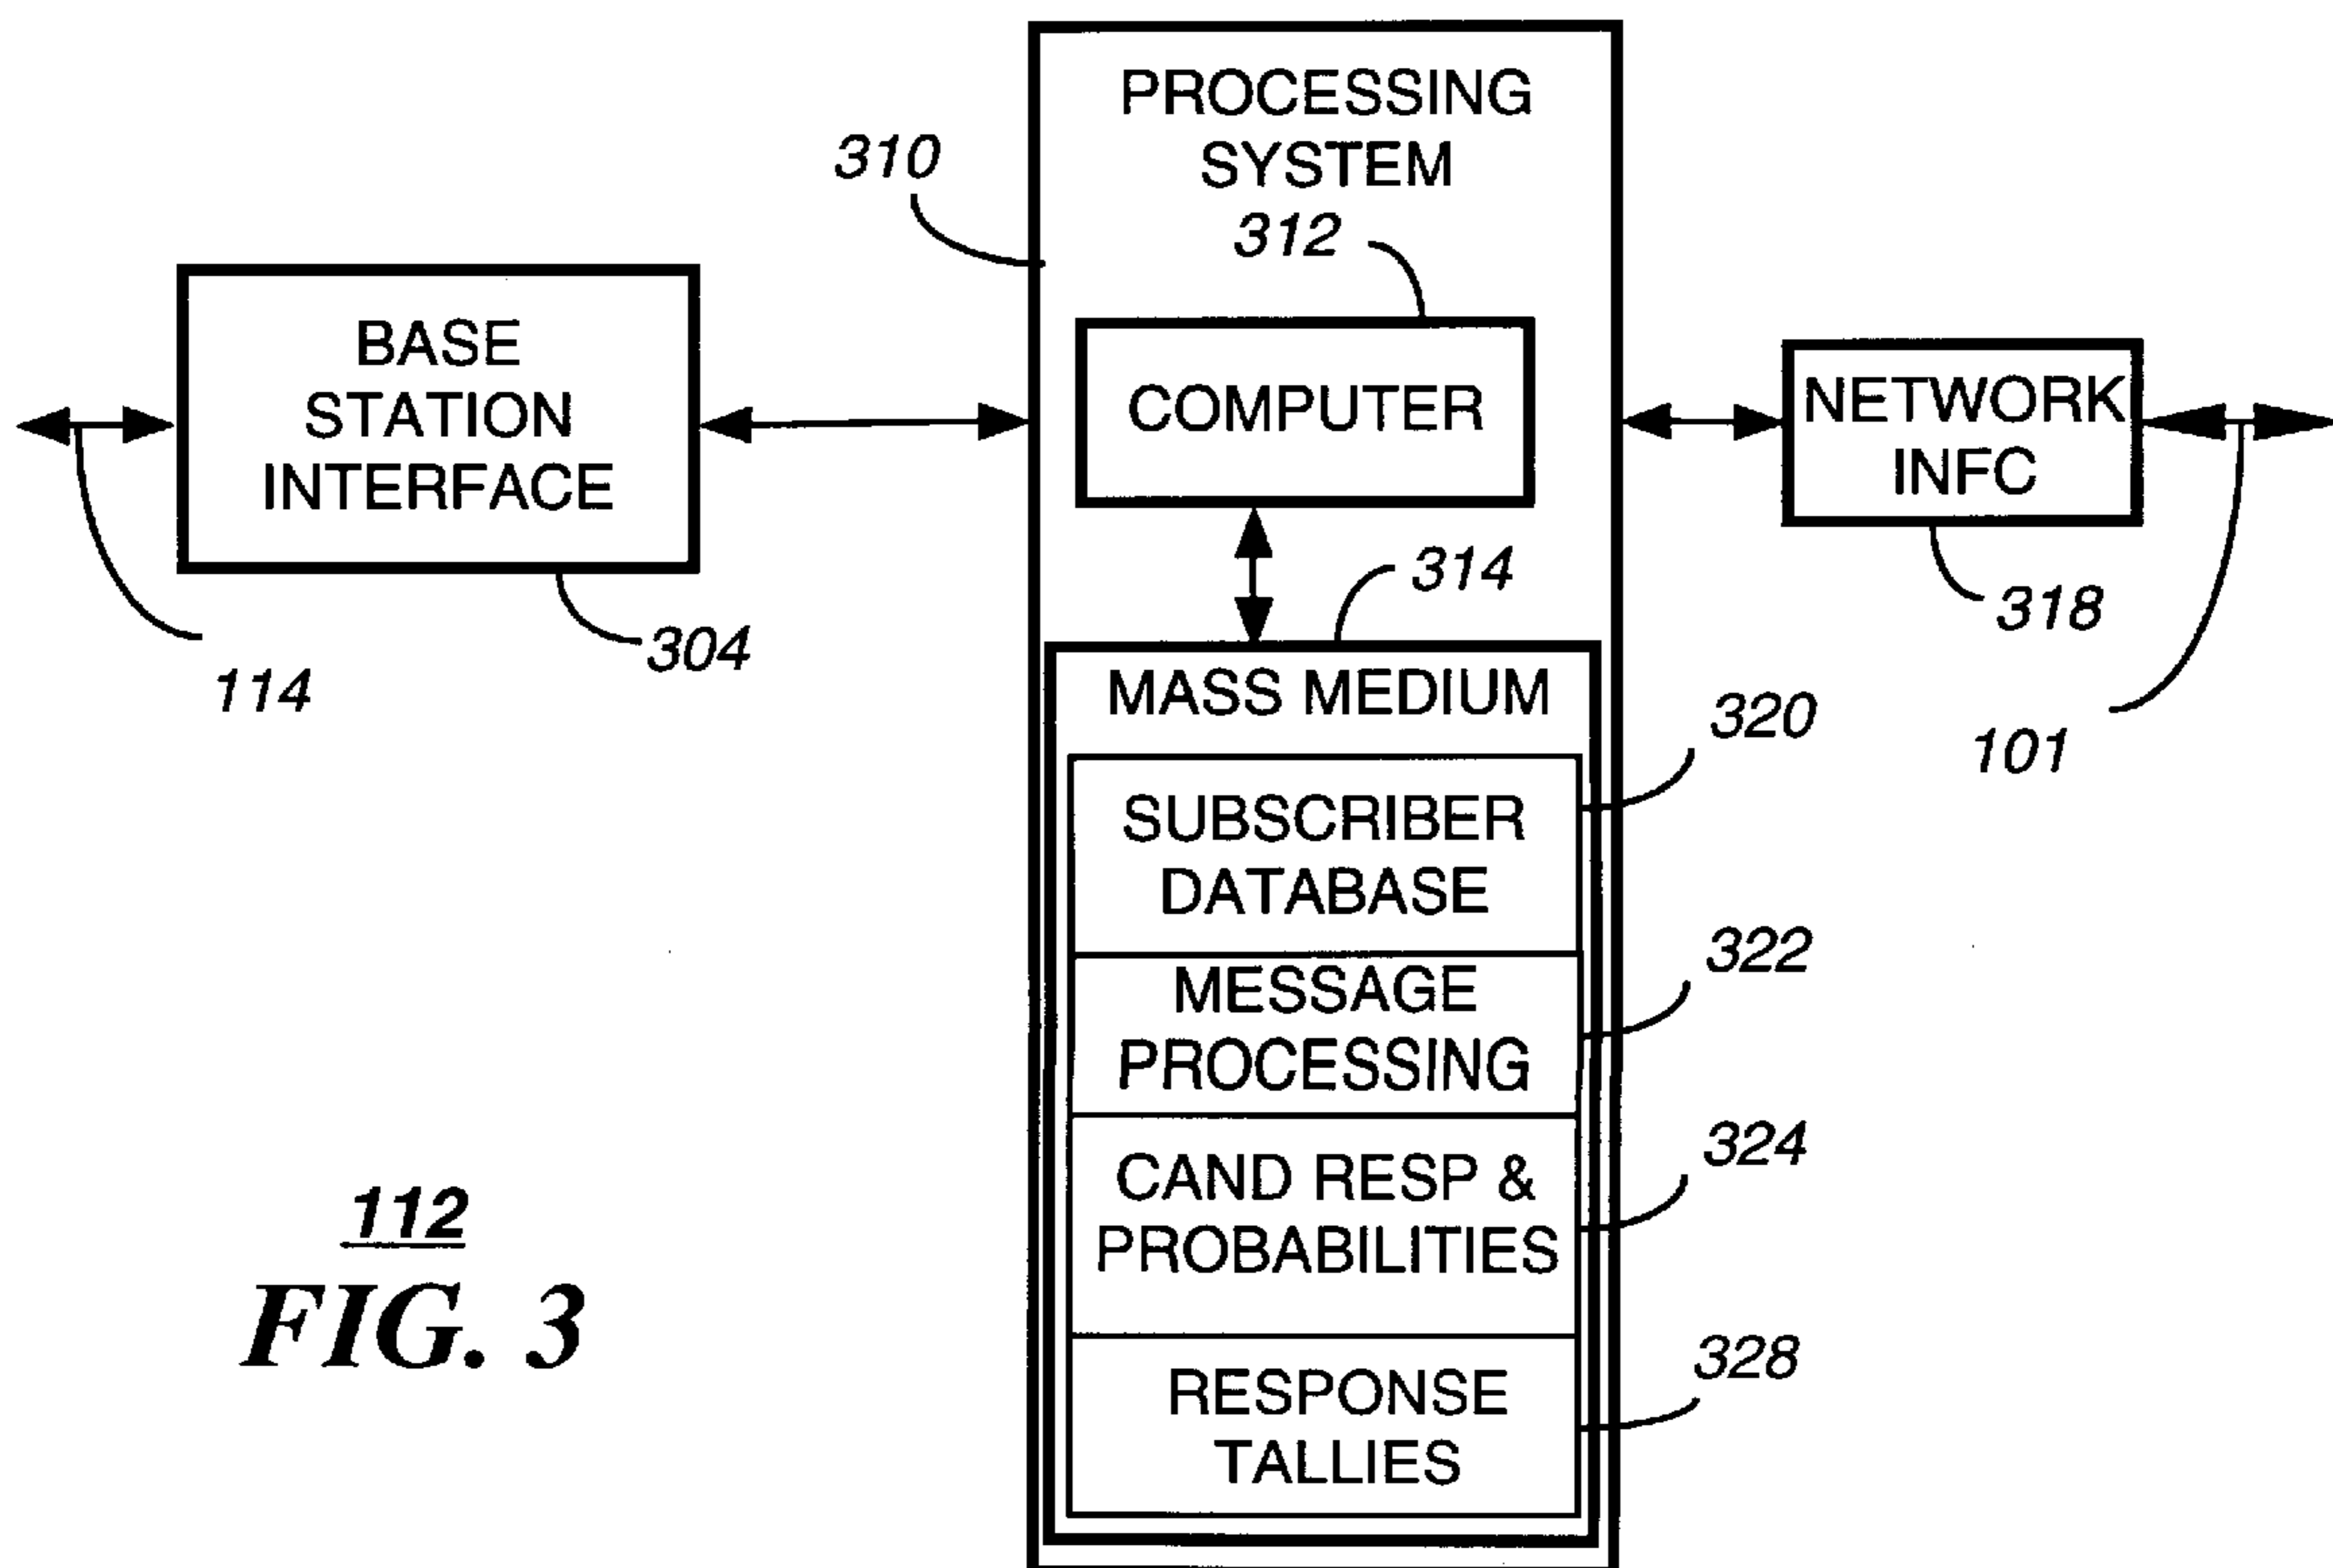 PROCESSING
SYSTEM
310
312
BASE
STATION
INTERFACE
COMPUTER
NETWORK
INFC
314
304
318
114
101
MASS MEDIUM
320
SUBSCRIBER
DATABASE
322
MESSAGE
PROCESSING
324
CAND RESP &
PROBABILITIES
328
RESPONSE
TALLIES
112
FIG. 3